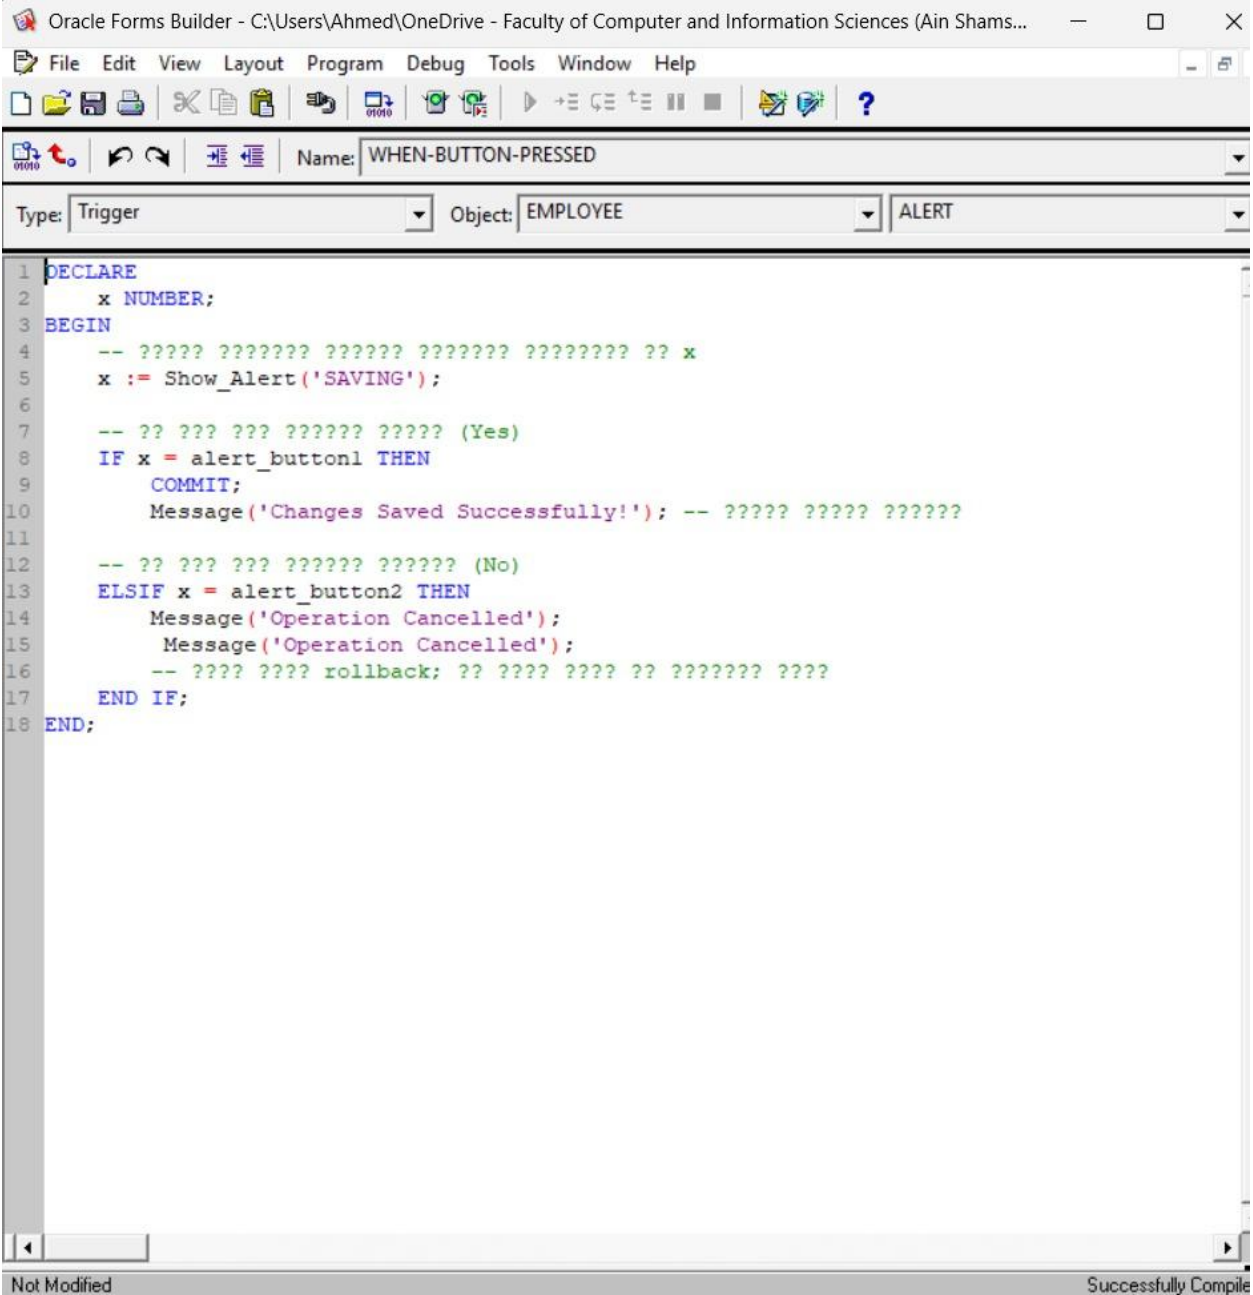 Oracle Forms Builder - C:\Users\Ahmed\OneDrive - Faculty of Computer and Information Sciences (Ain Shams...
File Edit View Layout Program Debug Tools Window Help
Name: WHEN-BUTTON-PRESSED
Type: Trigger Object: EMPLOYEE ALERT
1 DECLARE
2 x NUMBER;
3 BEGIN
4 -- ????? ??????? ?????? ??????? ???????? ?? x
5 x := Show_Alert('SAVING');
6
7 -- ?? ??? ??? ?????? ????? (Yes)
8 IF x = alert_button1 THEN
9 COMMIT;
10 Message('Changes Saved Successfully!'); -- ????? ????? ??????
11
12 -- ?? ??? ??? ?????? ?????? (No)
13 ELSIF x = alert_button2 THEN
14 Message('Operation Cancelled');
15 Message('Operation Cancelled');
16 -- ???? ???? rollback; ?? ???? ???? ?? ??????? ????
17 END IF;
18 END;
Not Modified Successfully Compile